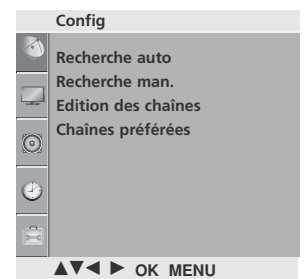 Config
Recherche auto
Recherche man.
Edition des chaînes
Chaînes préférées
▲▼◄ ► OK MENU